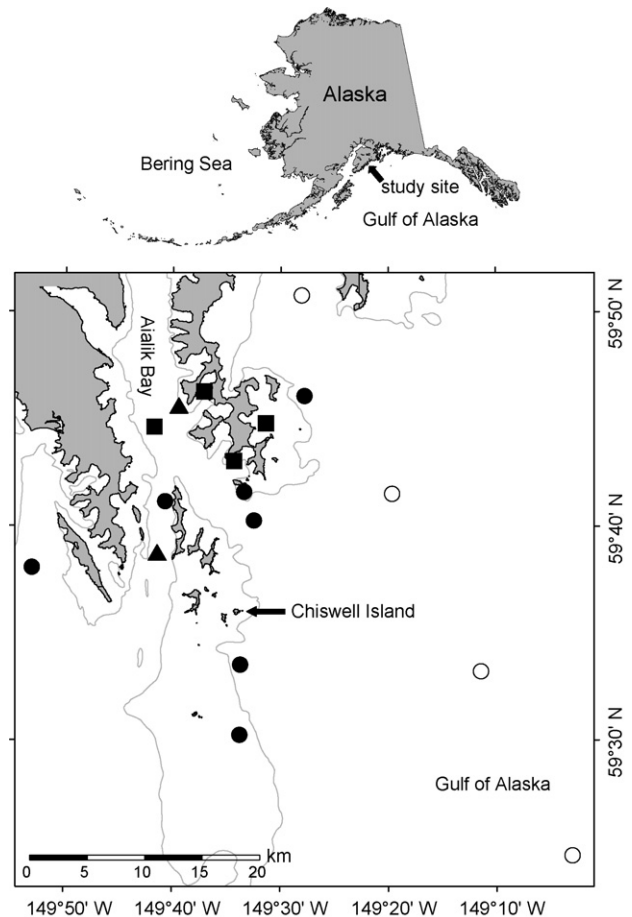 Alaska
Bering Sea
study site
Gulf of Alaska
Aialik Bay
59°50' N
59°40' N
Chiswell Island
59°30' N
Gulf of Alaska
km
0 5 10 15 20
149°50' W 149°40' W 149°30' W 149°20' W 149°10' W